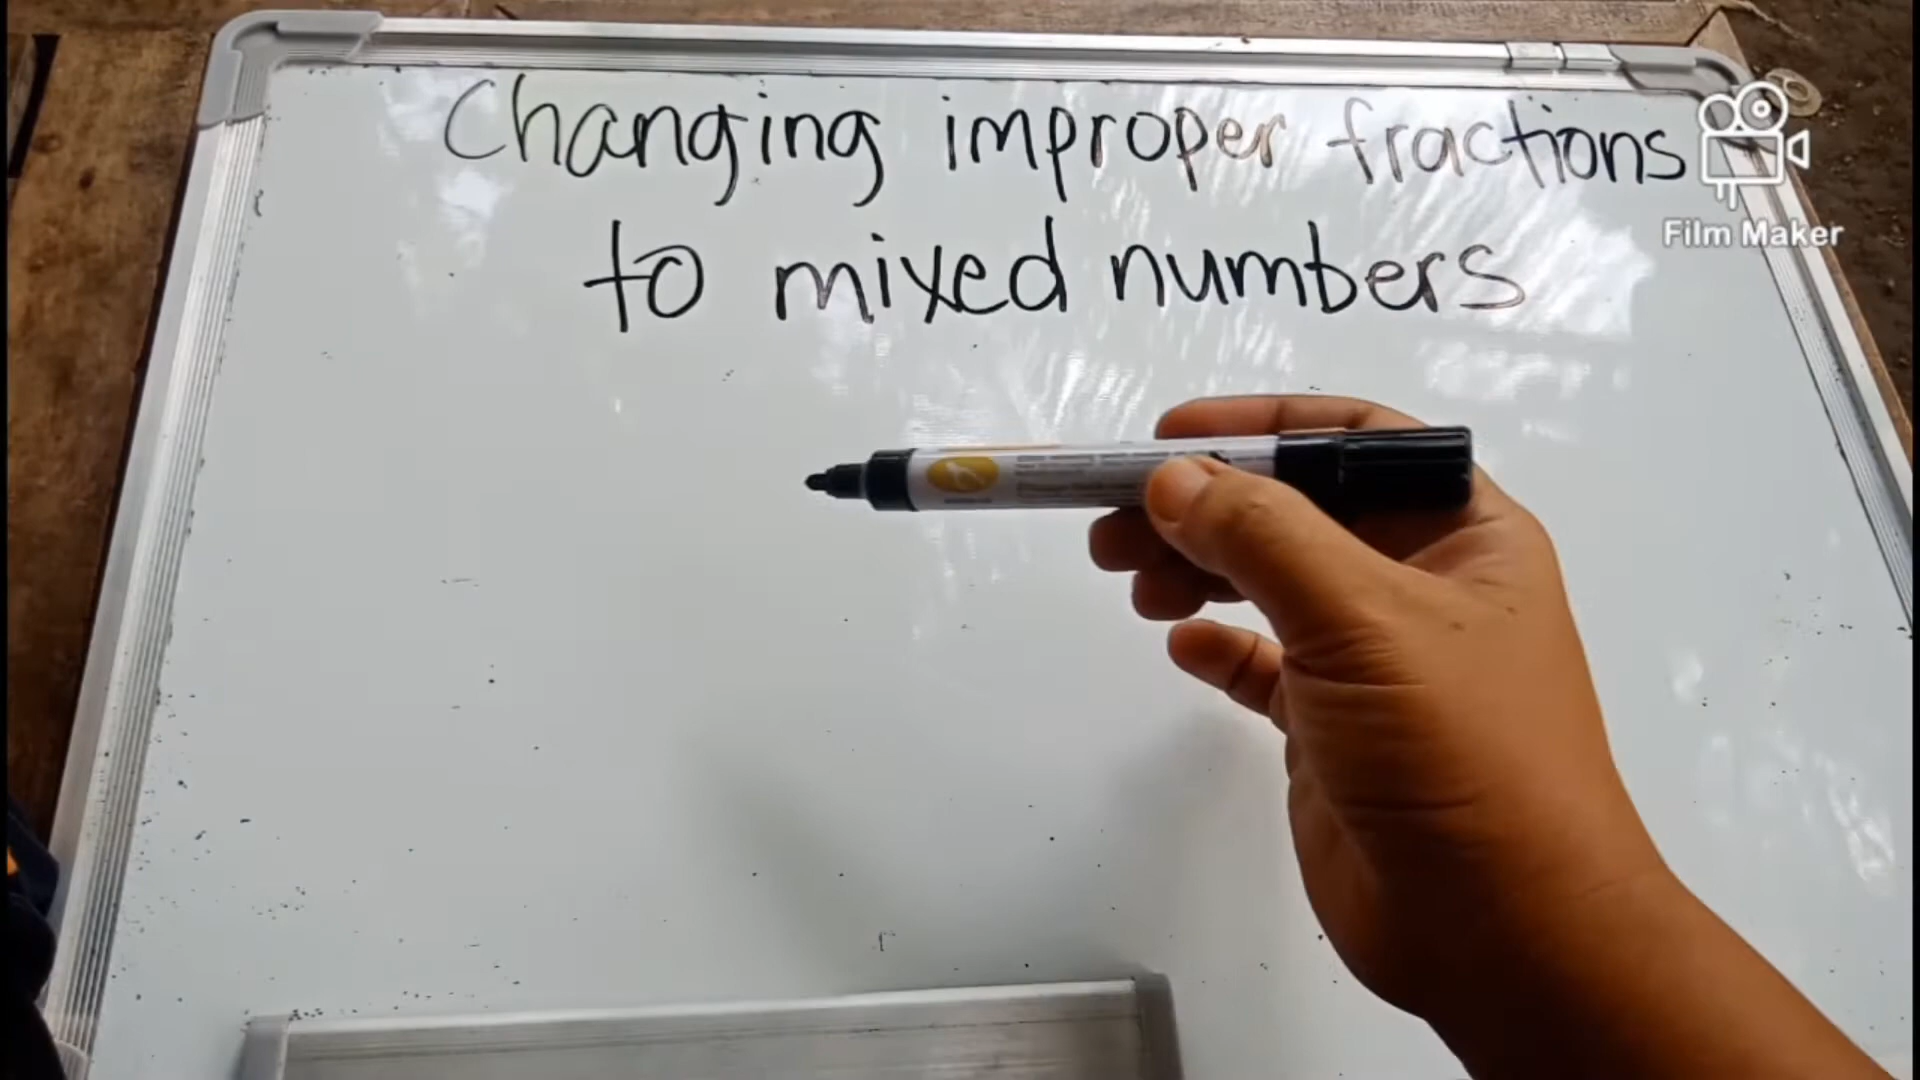 Changing improper fractions
to mixed numbers
Film Maker